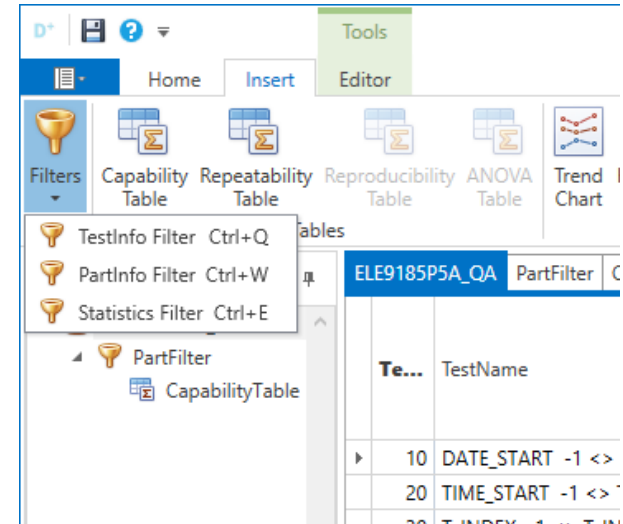 D+
Tools
Home Insert Editor
Filters Capability Table Repeatability Table Reproducibility Table ANOVA Table Trend Chart
TestInfo Filter Ctrl+Q
PartInfo Filter Ctrl+W
Statistics Filter Ctrl+E
ELE9185P5A_QA PartFilter
PartFilter
CapabilityTable
Te... TestName
10 DATE_START -1 <>
20 TIME_START -1 <>